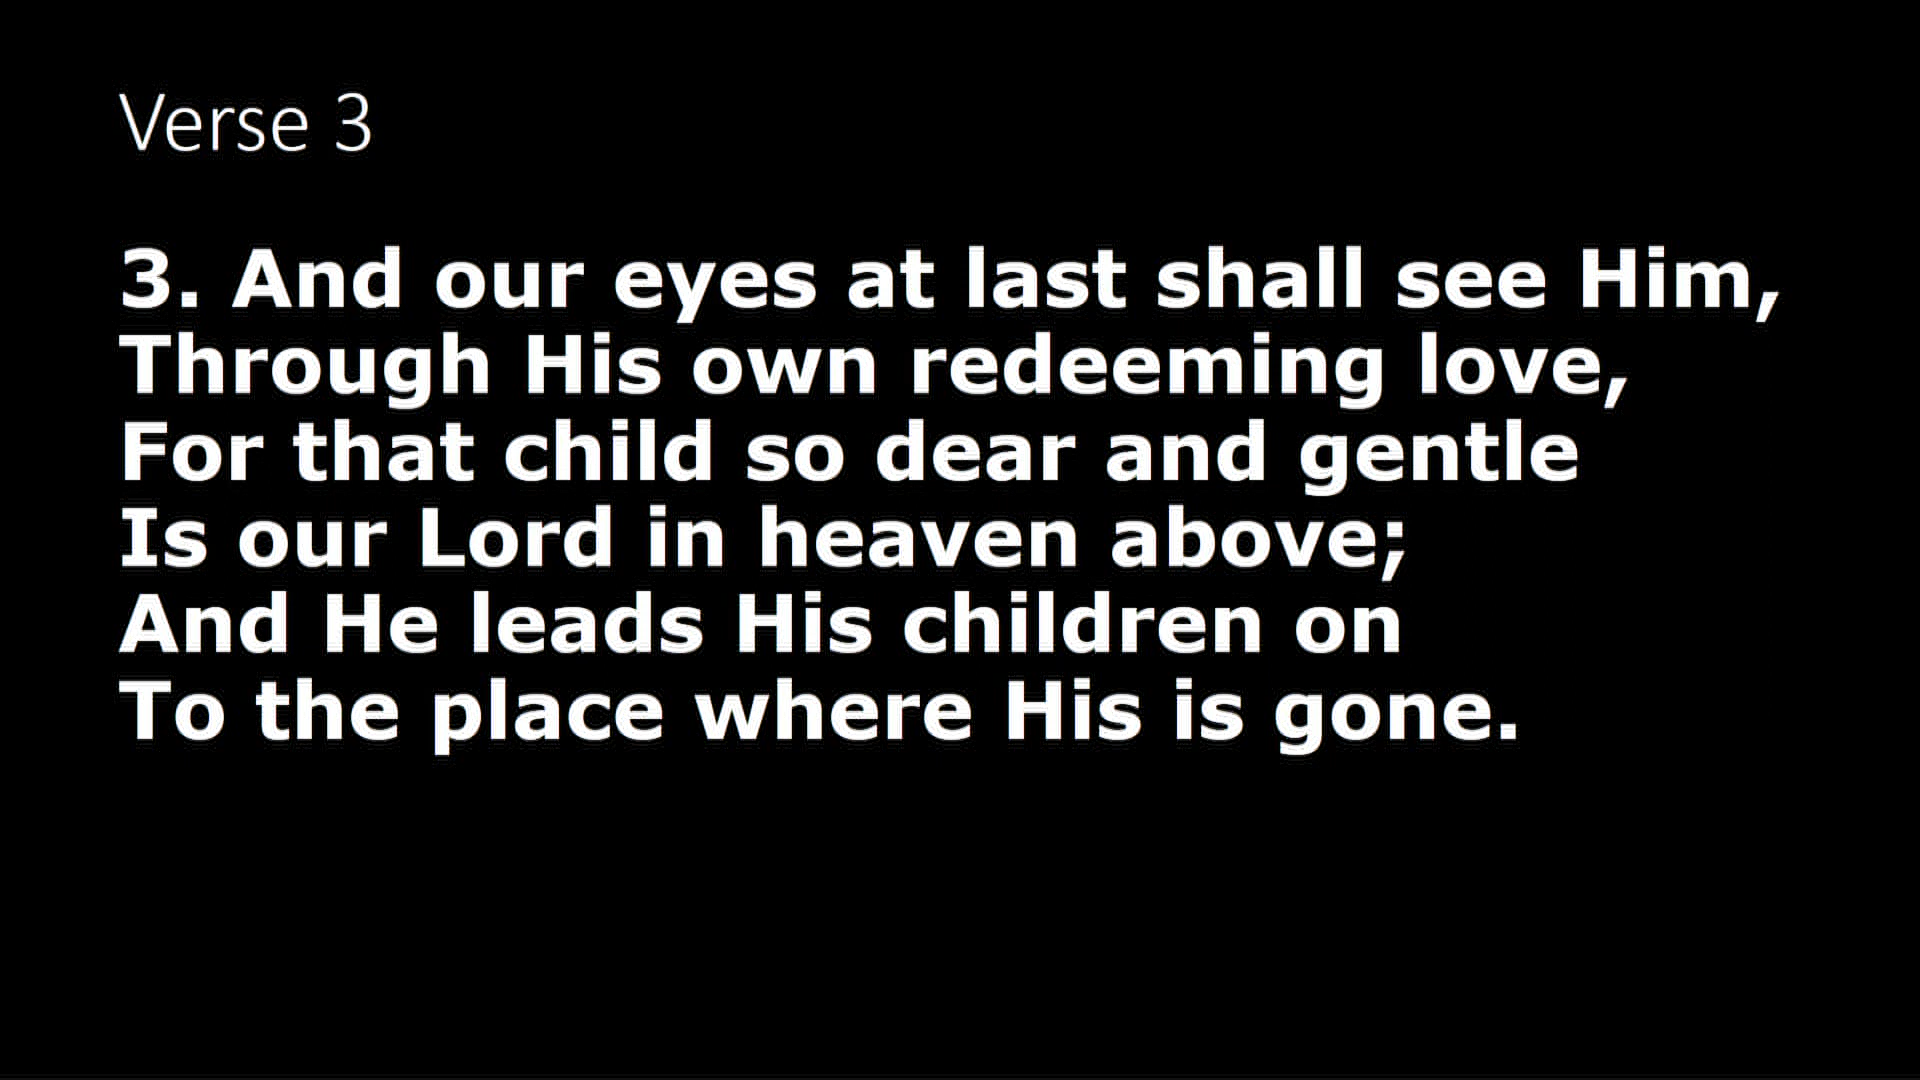 Verse 3
3. And our eyes at last shall see Him,
Through His own redeeming love,
For that child so dear and gentle
Is our Lord in heaven above;
And He leads His children on
To the place where His is gone.